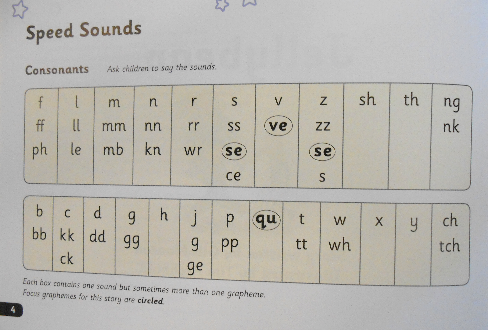 Speed Sounds
Consonants Ask children to say the sounds.
f l m n r s v z sh th ng
ff ll mm nn rr ss ve zz nk
ph le mb kn wr se se
ce s
b c d g h j p qu t w x y ch
bb kk dd gg g pp tt wh tch
ck ge
Each box contains one sound but sometimes more than one grapheme.
Focus graphemes for this story are circled.
4